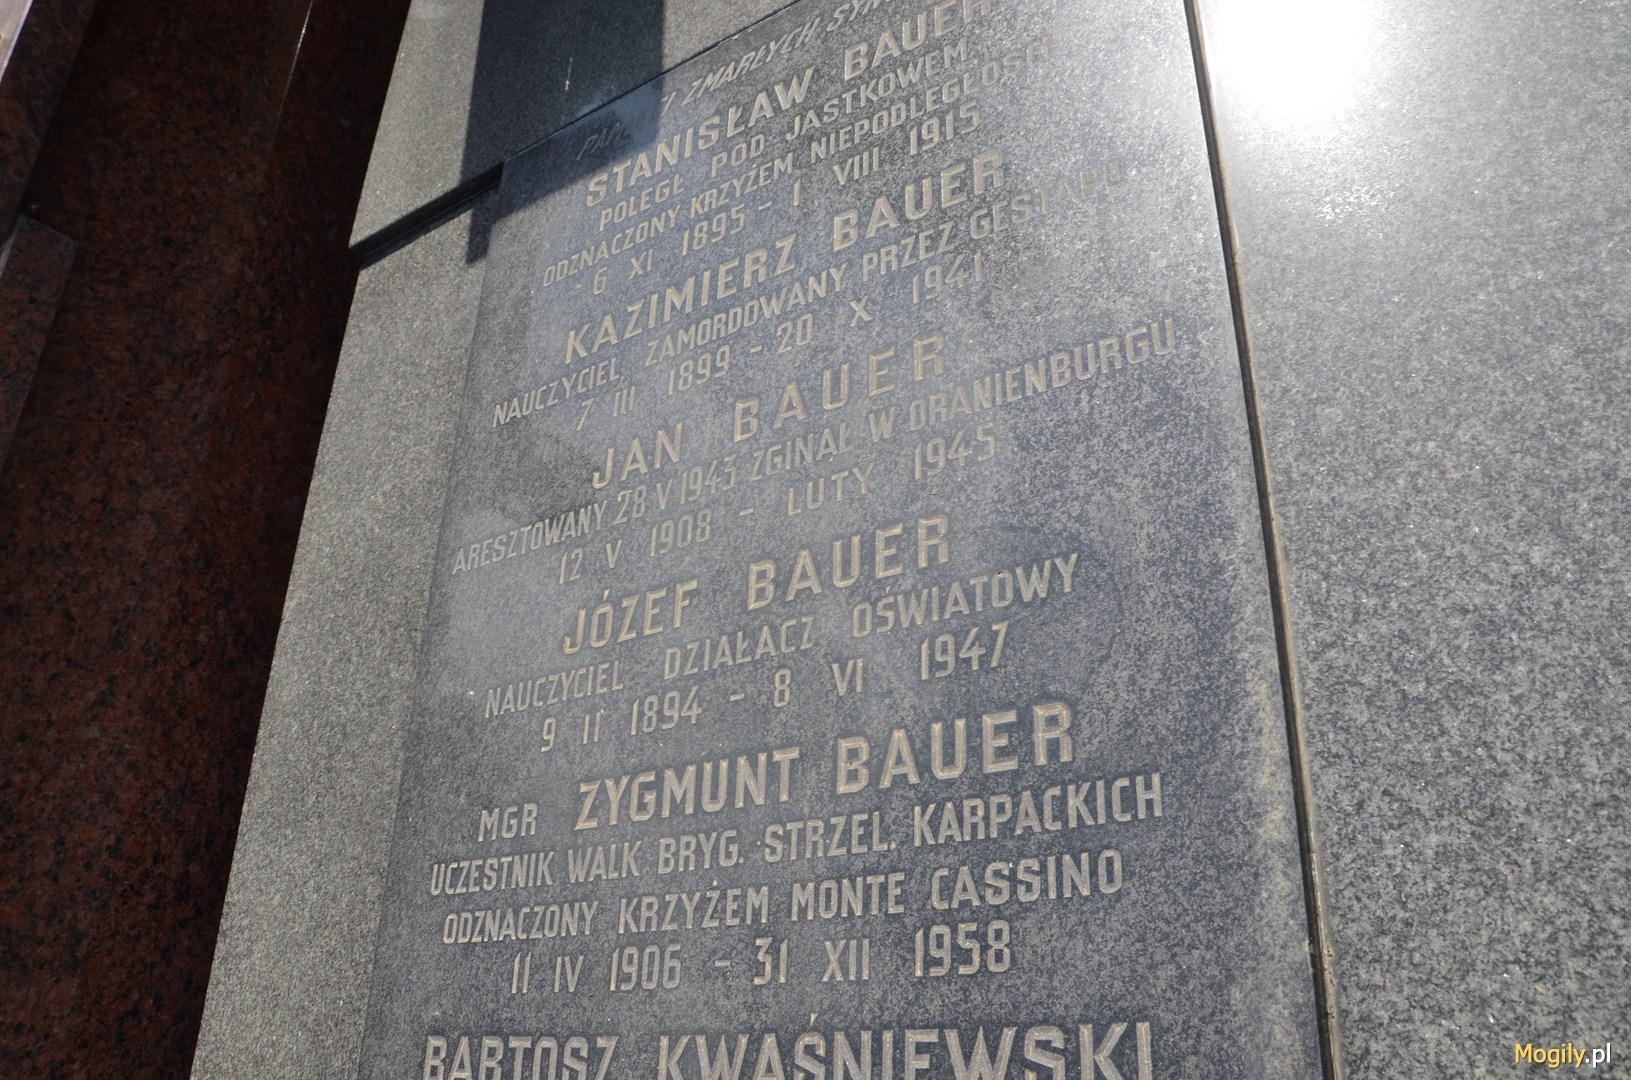 ZMARŁYCH
STANISŁAW BAUER
POLEGŁ POD JASTKOWEM
ODZNACZONY KRZYŻEM NIEPODLEGŁOŚCI
6 XI 1895 - 1 VIII 1915
KAZIMIERZ BAUER
NAUCZYCIEL ZAMORDOWANY PRZEZ GESTAPO
7 III 1899 - 20 X 1941
JAN BAUER
ARESZTOWANY 28 V 1943 ZGINĄŁ W ORANIENBURGU
12 V 1908 - LUTY 1945
JÓZEF BAUER
NAUCZYCIEL DZIAŁACZ OŚWIATOWY
9 II 1894 - 8 VI 1947
MGR ZYGMUNT BAUER
UCZESTNIK WALK BRYG. STRZEL. KARPACKICH
ODZNACZONY KRZYŻEM MONTE CASSINO
11 IV 1906 - 31 XII 1958
BARTOSZ KWAŚNIEWSKI
Mogily.pl